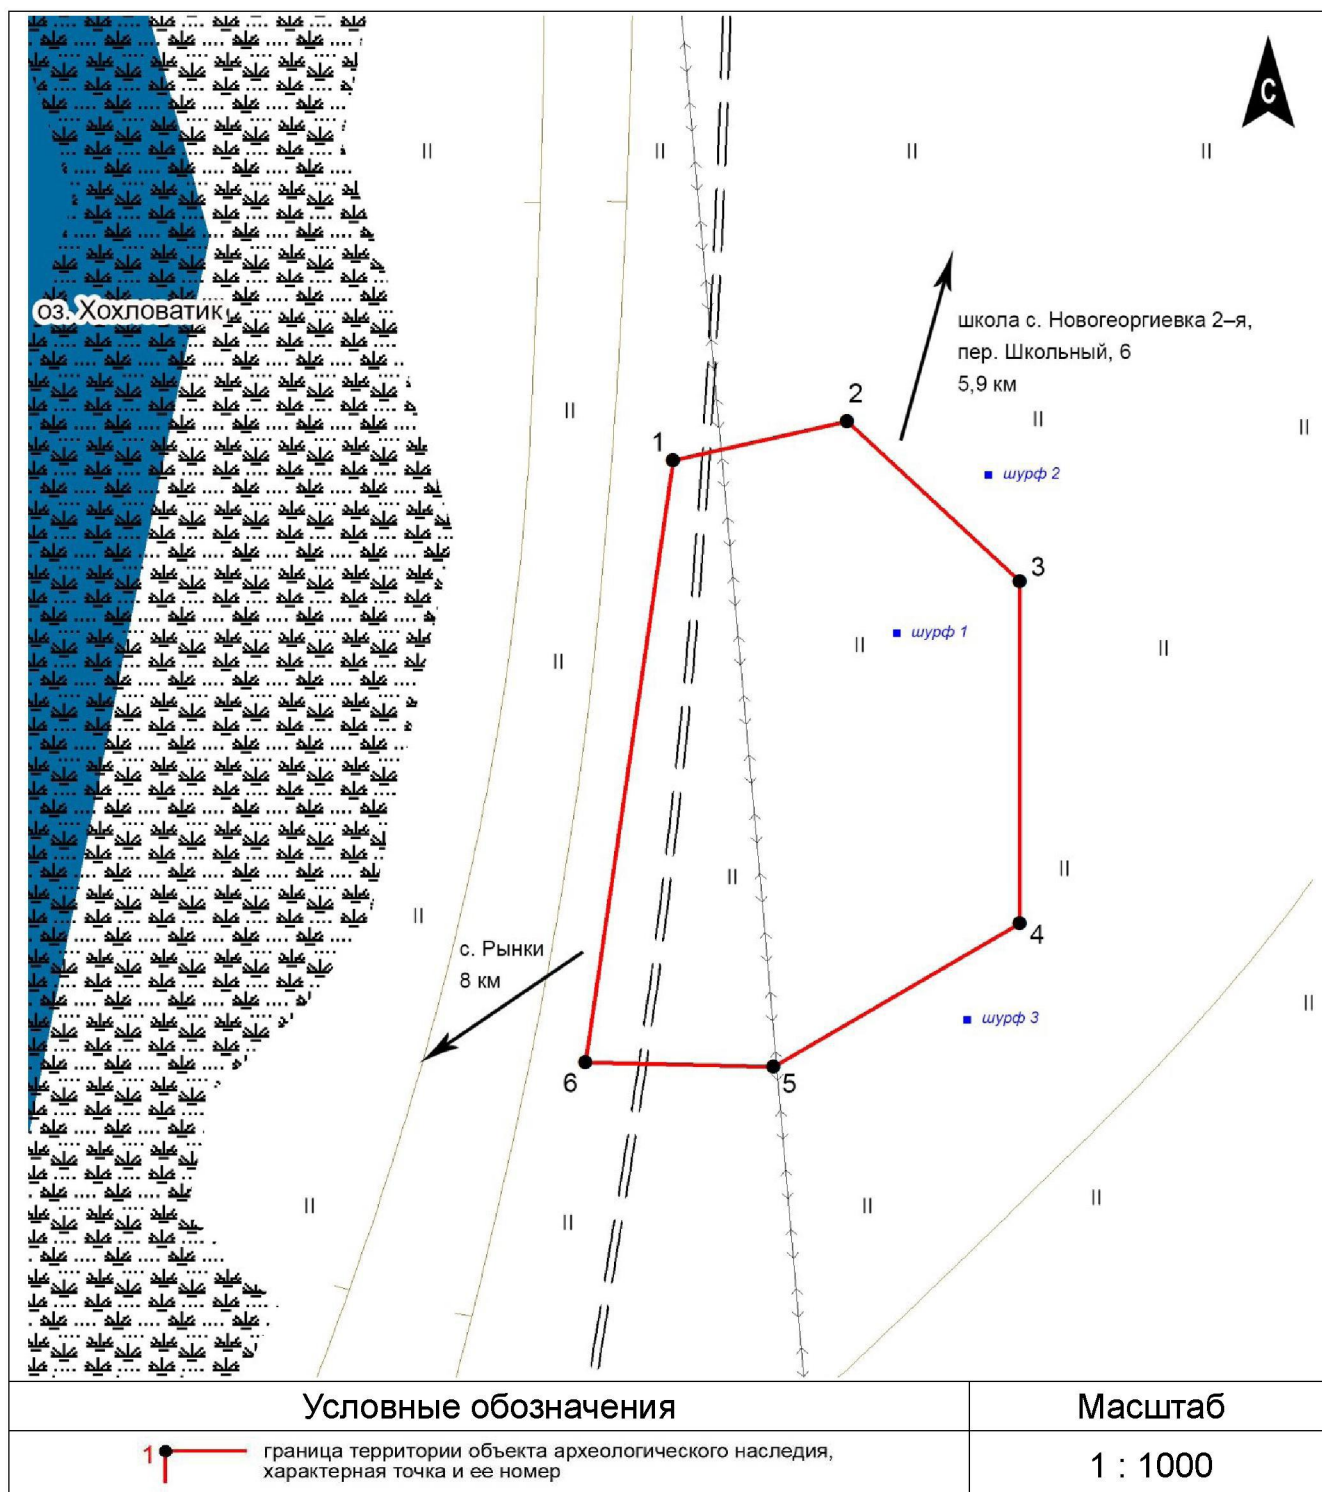 С
оз. Хохловатик
школа с. Новогеоргиевка 2–я,
пер. Школьный, 6
5,9 км
2
1
шурф 2
3
шурф 1
4
с. Рынки
8 км
шурф 3
6
5
Условные обозначения
Масштаб
1
граница территории объекта археологического наследия,
характерная точка и ее номер
1 : 1000